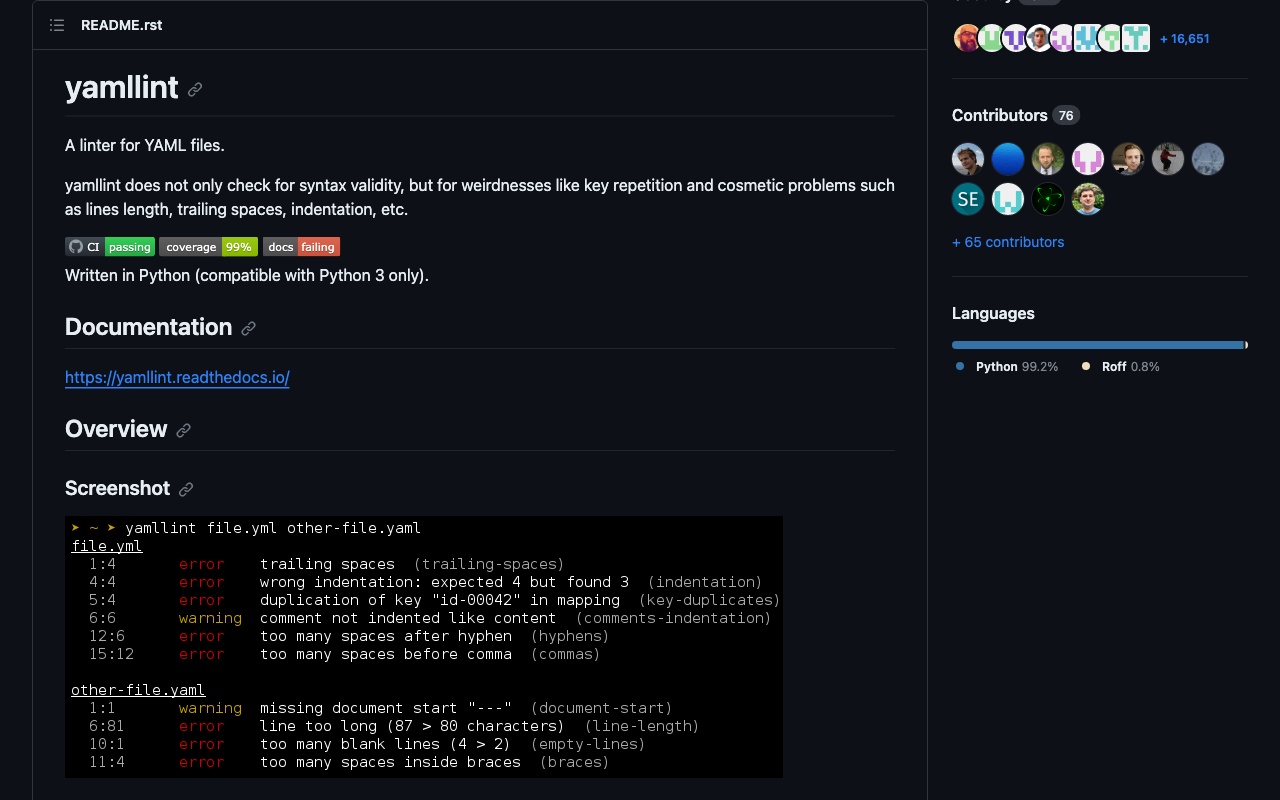 README.rst
yamllint
A linter for YAML files.
yamllint does not only check for syntax validity, but for weirdnesses like key repetition and cosmetic problems such
as lines length, trailing spaces, indentation, etc.
CI passing coverage 99% docs failing
Written in Python (compatible with Python 3 only).
Documentation
https://yamllint.readthedocs.io/
Overview
Screenshot
➤ ~ ➤ yamllint file.yml other-file.yaml
file.yml
1:4 error trailing spaces (trailing-spaces)
4:4 error wrong indentation: expected 4 but found 3 (indentation)
5:4 error duplication of key "id-00042" in mapping (key-duplicates)
6:6 warning comment not indented like content (comments-indentation)
12:6 error too many spaces after hyphen (hyphens)
15:12 error too many spaces before comma (commas)
other-file.yaml
1:1 warning missing document start "---" (document-start)
6:81 error line too long (87 > 80 characters) (line-length)
10:1 error too many blank lines (4 > 2) (empty-lines)
11:4 error too many spaces inside braces (braces)
+ 16,651
Contributors 76
SE
+ 65 contributors
Languages
Python 99.2% Roff 0.8%